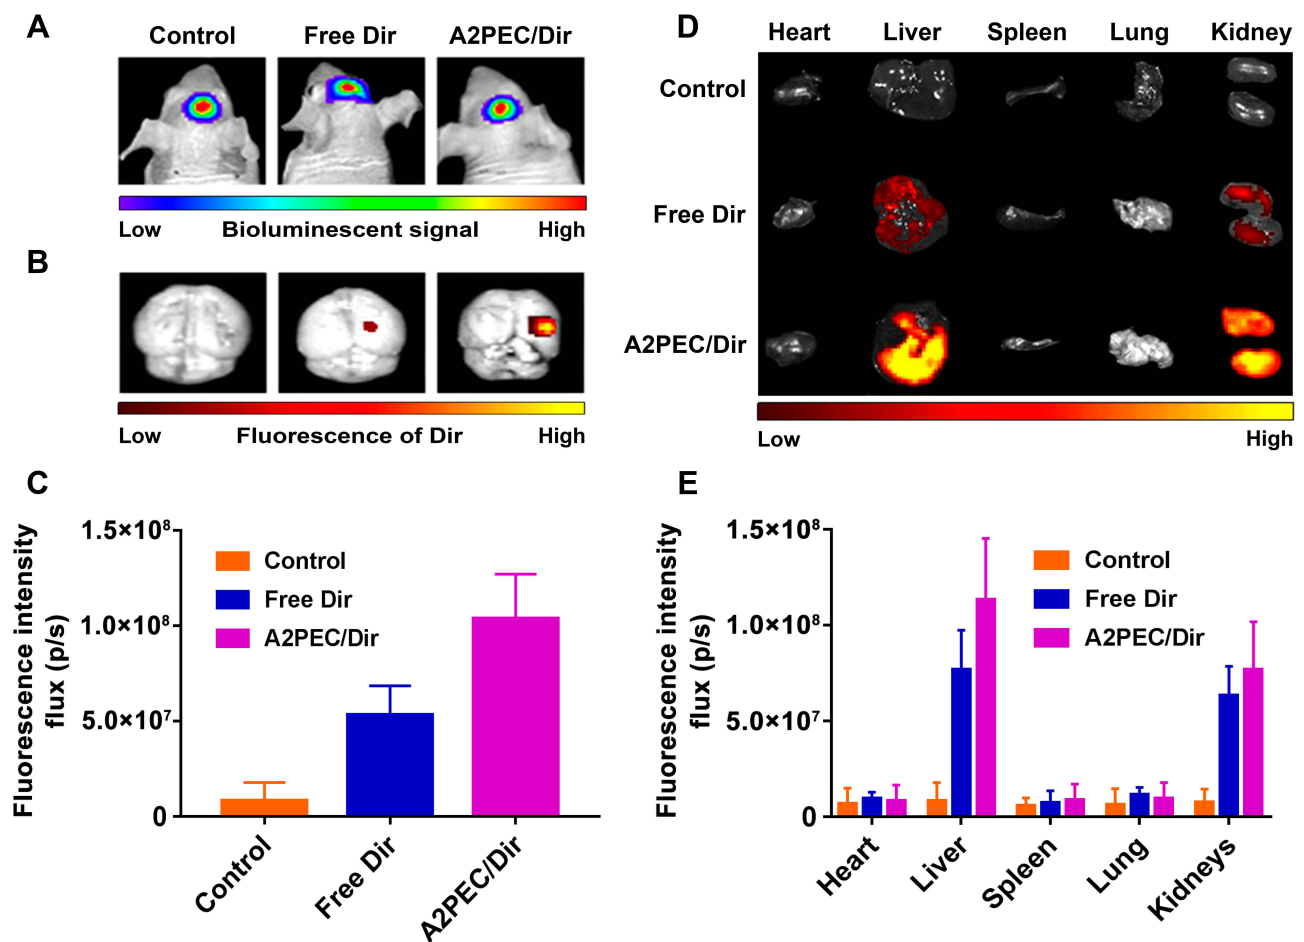 A
Control Free Dir A2PEC/Dir
Low Bioluminescent signal High
B
Low Fluorescence of Dir High
C
Fluorescence intensity
flux (p/s)
1.5×10⁸
1.0×10⁸
5.0×10⁷
0
Control
Free Dir
A2PEC/Dir
Control
Free Dir
A2PEC/Dir
D
Heart Liver Spleen Lung Kidney
Control
Free Dir
A2PEC/Dir
Low High
E
Fluorescence intensity
flux (p/s)
1.5×10⁸
1.0×10⁸
5.0×10⁷
0
Control
Free Dir
A2PEC/Dir
Heart
Liver
Spleen
Lung
Kidneys